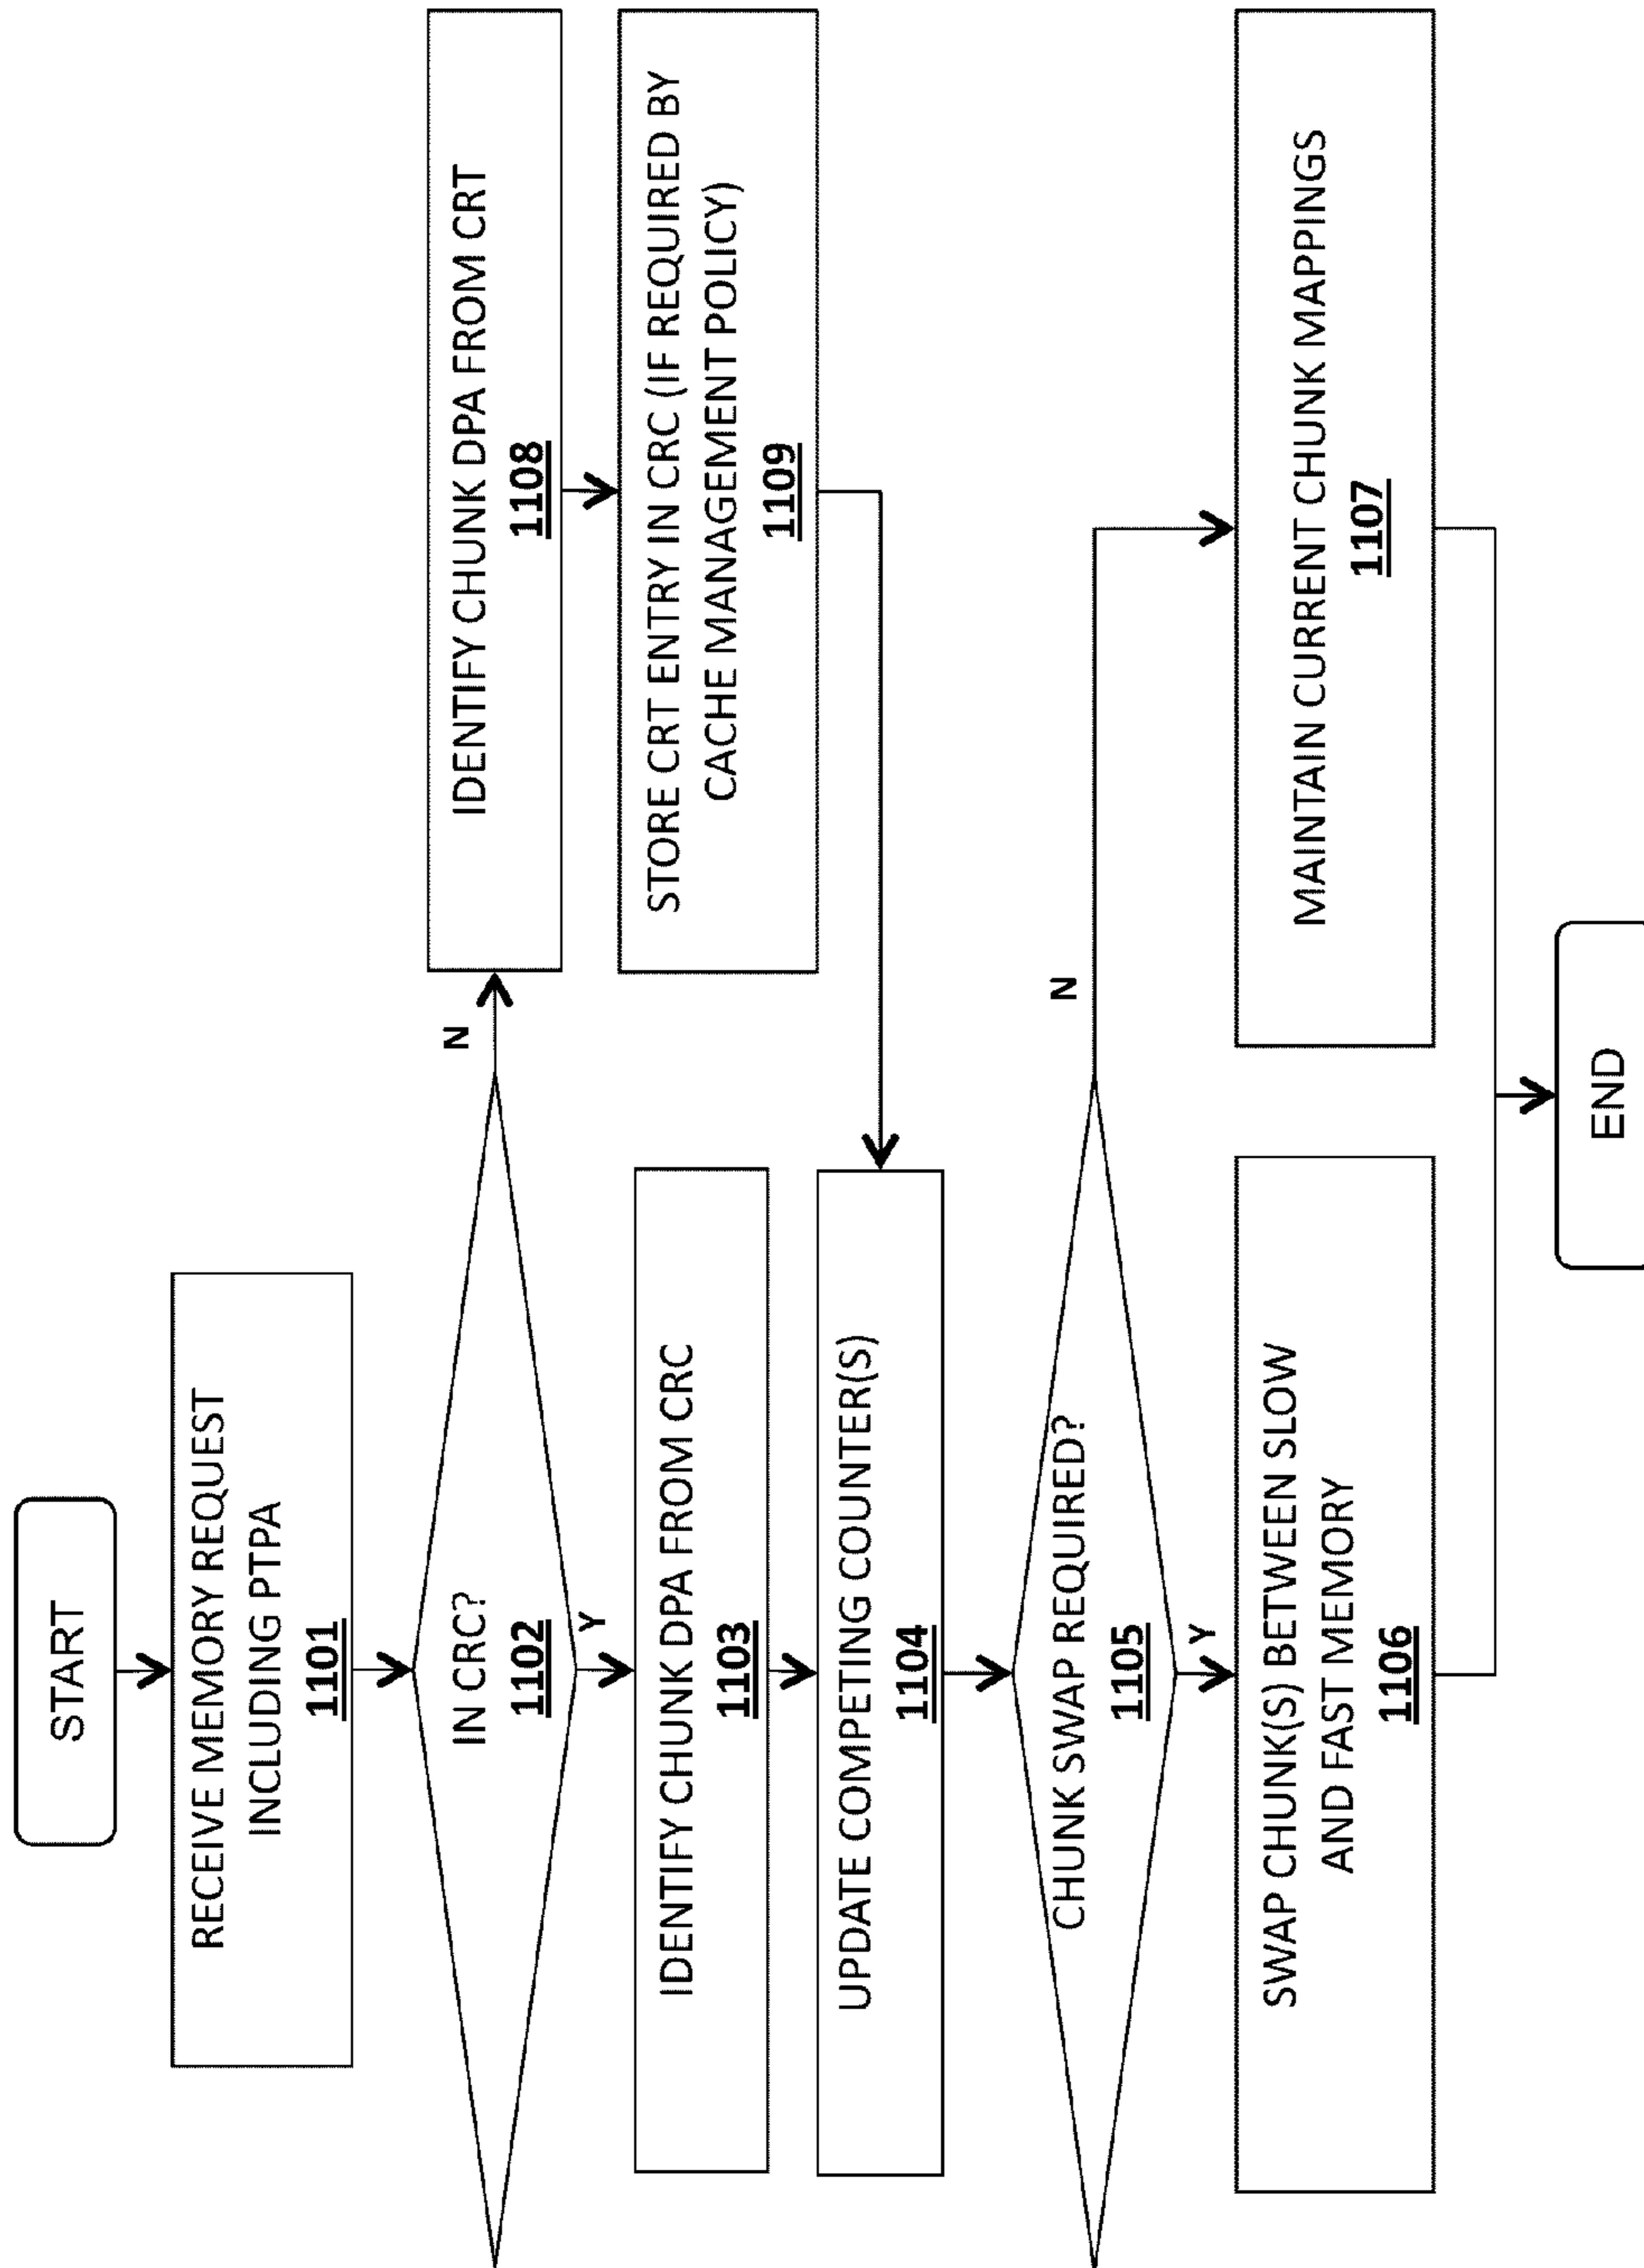 START
RECEIVE MEMORY REQUEST
INCLUDING PTPA
1101
IN CRC?
1102
N
Y
IDENTIFY CHUNK DPA FROM CRT
1108
STORE CRT ENTRY IN CRC (IF REQUIRED BY
CACHE MANAGEMENT POLICY)
1109
IDENTIFY CHUNK DPA FROM CRC
1103
UPDATE COMPETING COUNTER(S)
1104
CHUNK SWAP REQUIRED?
1105
N
Y
SWAP CHUNK(S) BETWEEN SLOW
AND FAST MEMORY
1106
MAINTAIN CURRENT CHUNK MAPPINGS
1107
END